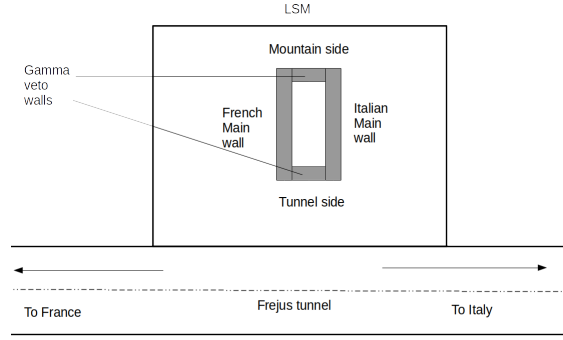 LSM
Mountain side
Gamma
veto
walls
French
Main
wall
Italian
Main
wall
Tunnel side
To France
Frejus tunnel
To Italy